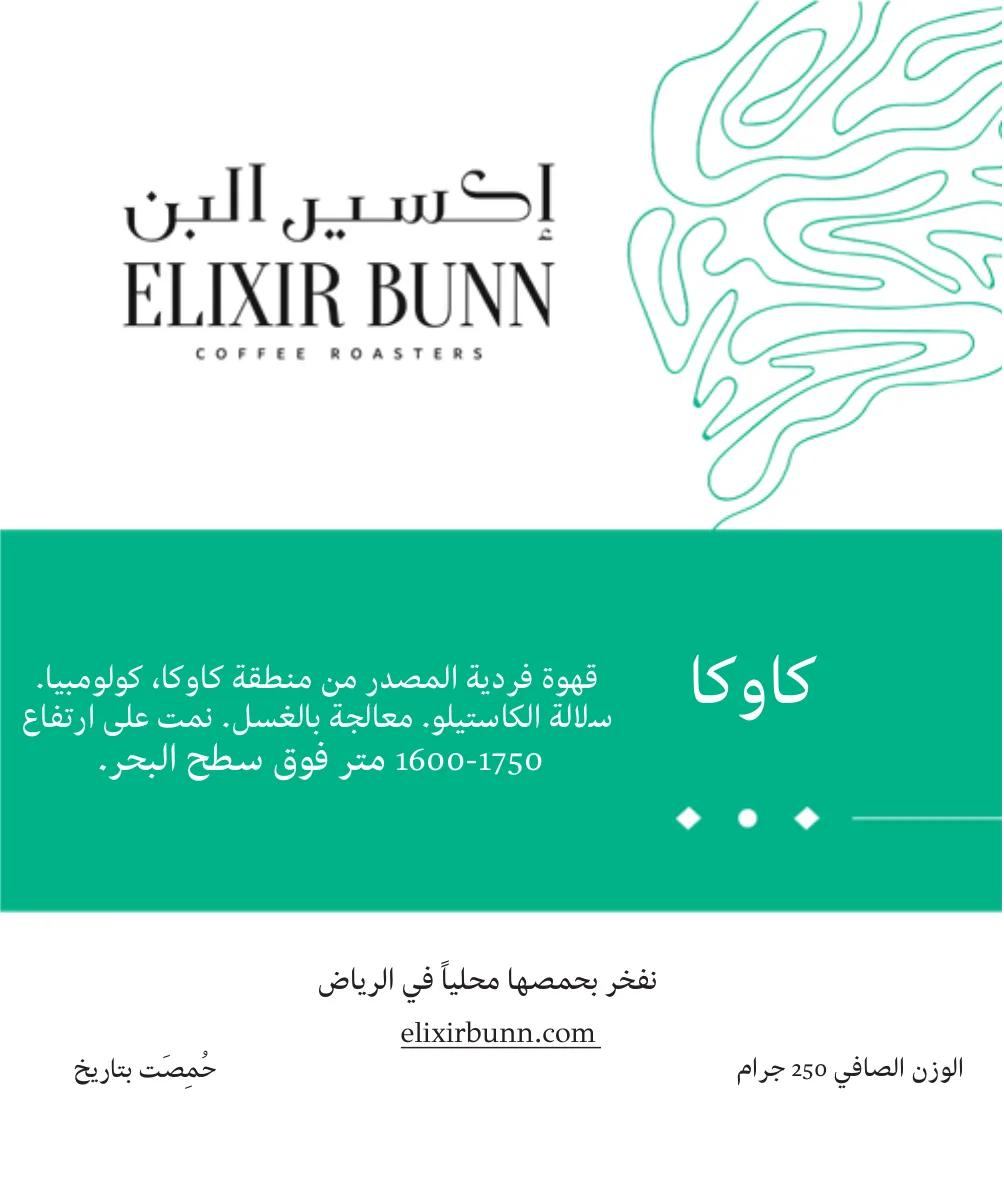 إكسير البن
ELIXIR BUNN
COFFEE ROASTERS
كاوكا
قهوة فردية المصدر من منطقة كاوكا، كولومبيا.
سلالة الكاستيلو. معالجة بالغسل. نمت على ارتفاع
1600-1750 متر فوق سطح البحر.
نفخر بحمصها محلياً في الرياض
elixirbunn.com
الوزن الصافي 250 جرام
حُمِصَت بتاريخ